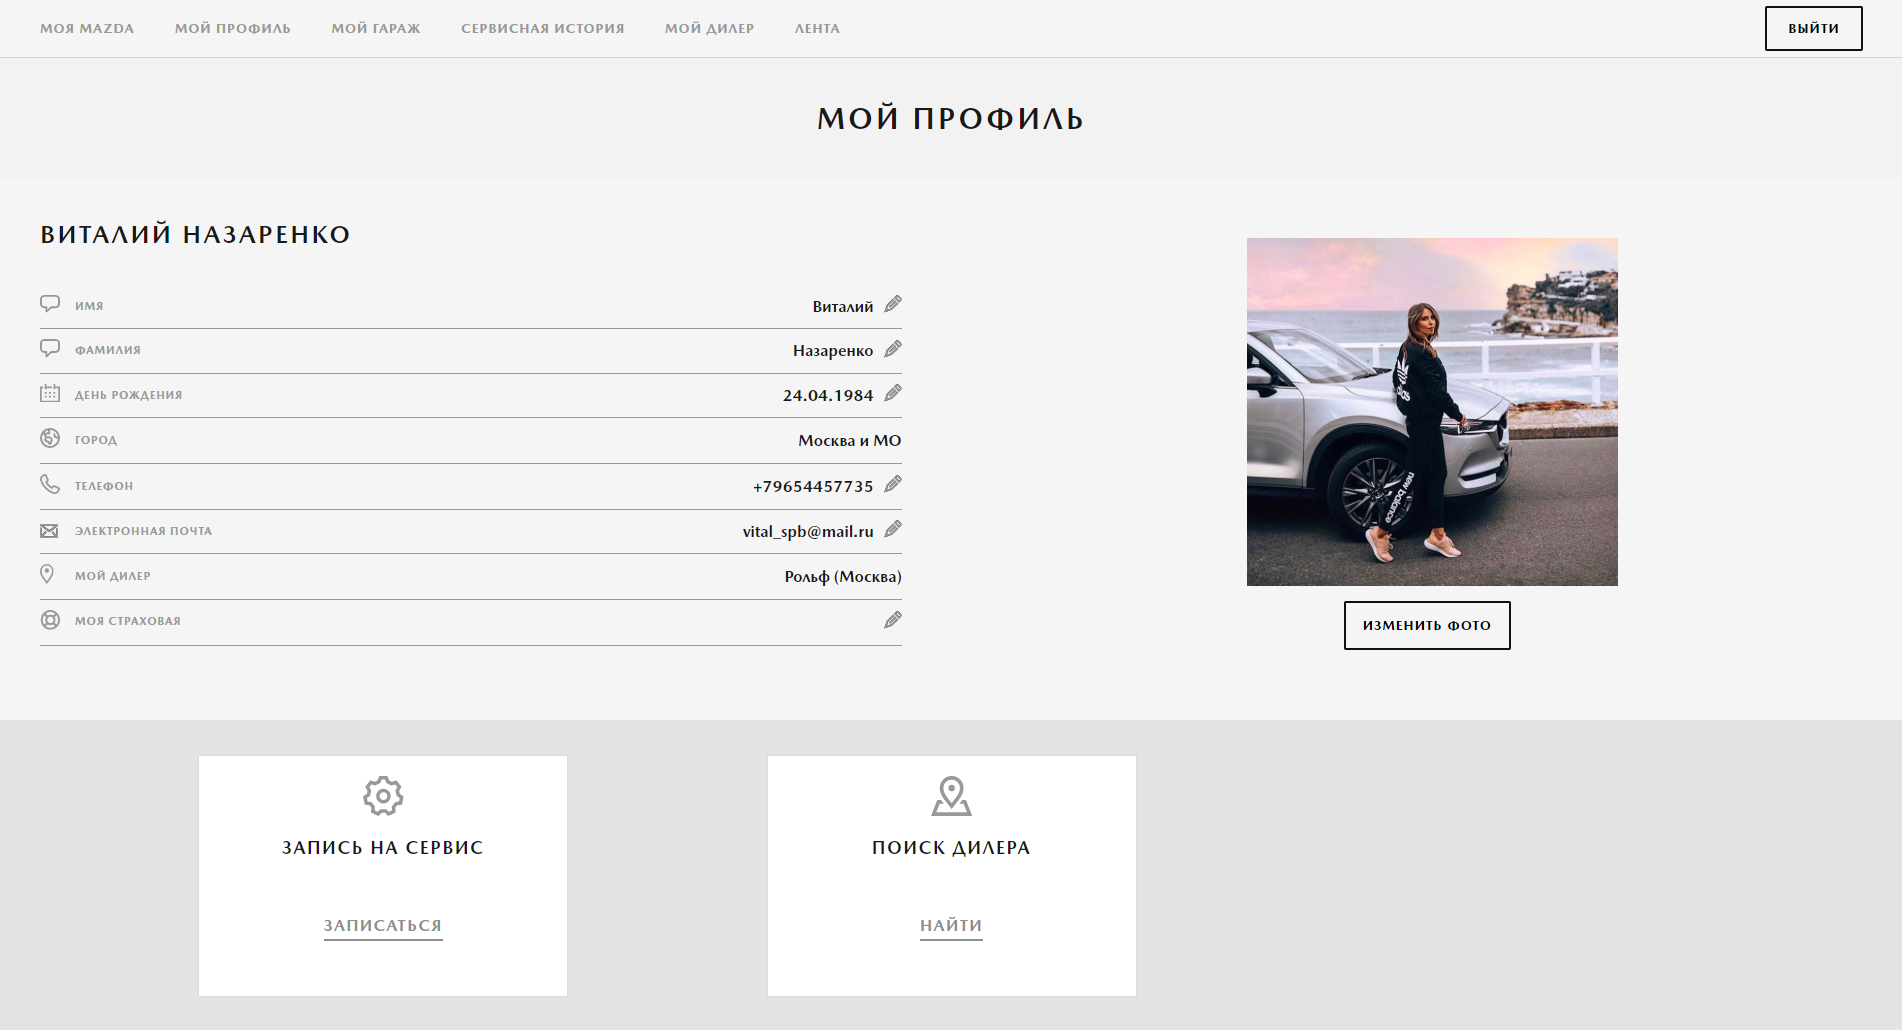 МОЯ MAZDA МОЙ ПРОФИЛЬ МОЙ ГАРАЖ СЕРВИСНАЯ ИСТОРИЯ МОЙ ДИЛЕР ЛЕНТА ВЫЙТИ
МОЙ ПРОФИЛЬ
ВИТАЛИЙ НАЗАРЕНКО
ИМЯ Виталий
ФАМИЛИЯ Назаренко
ДЕНЬ РОЖДЕНИЯ 24.04.1984
ГОРОД Москва и МО
ТЕЛЕФОН +79654457735
ЭЛЕКТРОННАЯ ПОЧТА vital_spb@mail.ru
МОЙ ДИЛЕР Рольф (Москва)
МОЯ СТРАХОВАЯ
new balance
ИЗМЕНИТЬ ФОТО
ЗАПИСЬ НА СЕРВИС
ЗАПИСАТЬСЯ
ПОИСК ДИЛЕРА
НАЙТИ